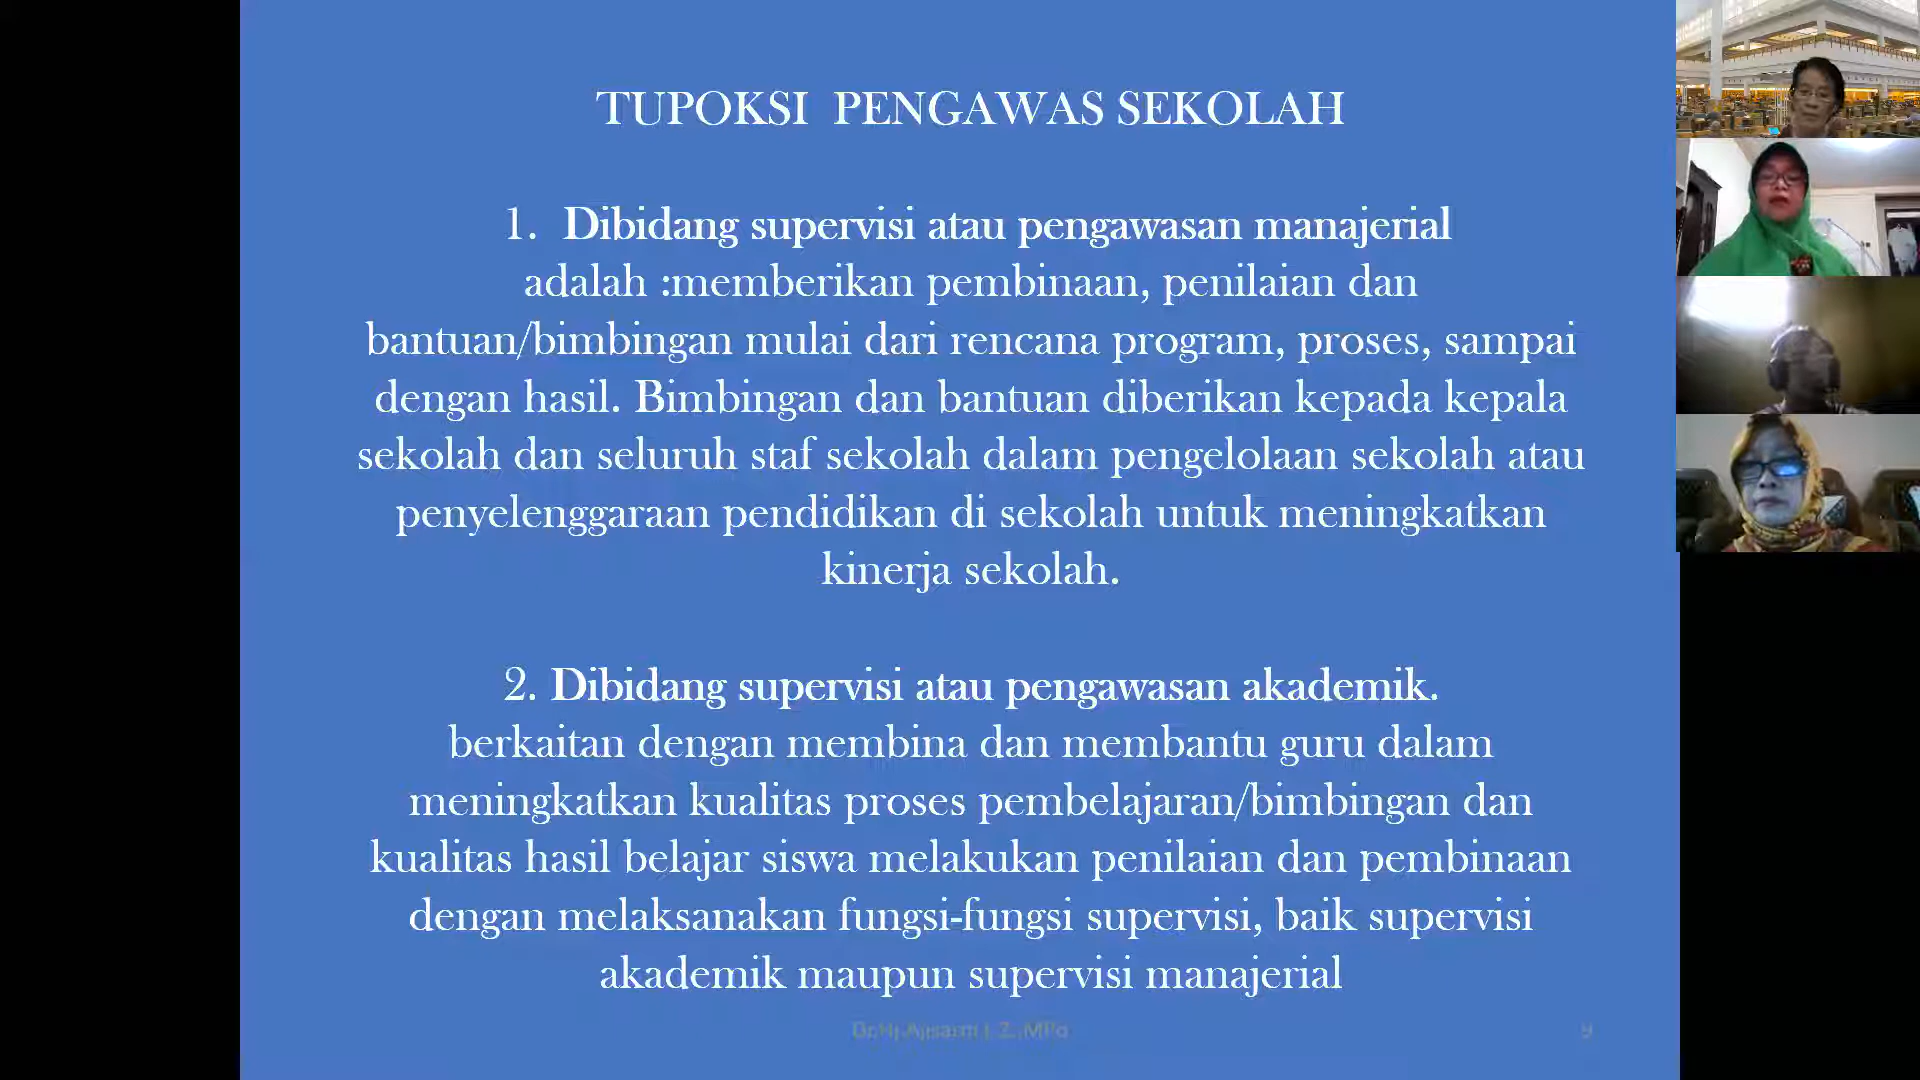 TUPOKSI PENGAWAS SEKOLAH
1. Dibidang supervisi atau pengawasan manajerial
adalah :memberikan pembinaan, penilaian dan
bantuan/bimbingan mulai dari rencana program, proses, sampai
dengan hasil. Bimbingan dan bantuan diberikan kepada kepala
sekolah dan seluruh staf sekolah dalam pengelolaan sekolah atau
penyelenggaraan pendidikan di sekolah untuk meningkatkan
kinerja sekolah.
2. Dibidang supervisi atau pengawasan akademik.
berkaitan dengan membina dan membantu guru dalam
meningkatkan kualitas proses pembelajaran/bimbingan dan
kualitas hasil belajar siswa melakukan penilaian dan pembinaan
dengan melaksanakan fungsi-fungsi supervisi, baik supervisi
akademik maupun supervisi manajerial
9